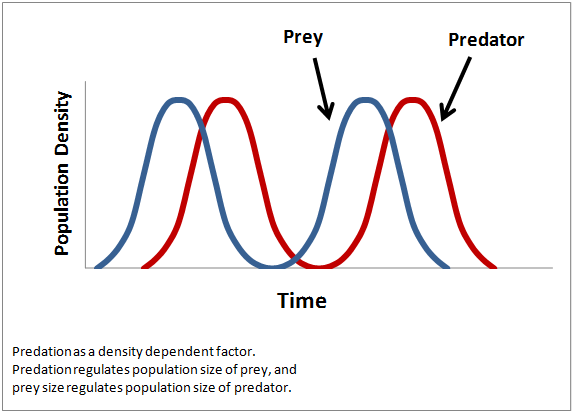 Prey
Predator
Population Density
Time
Predation as a density dependent factor.
Predation regulates population size of prey, and
prey size regulates population size of predator.